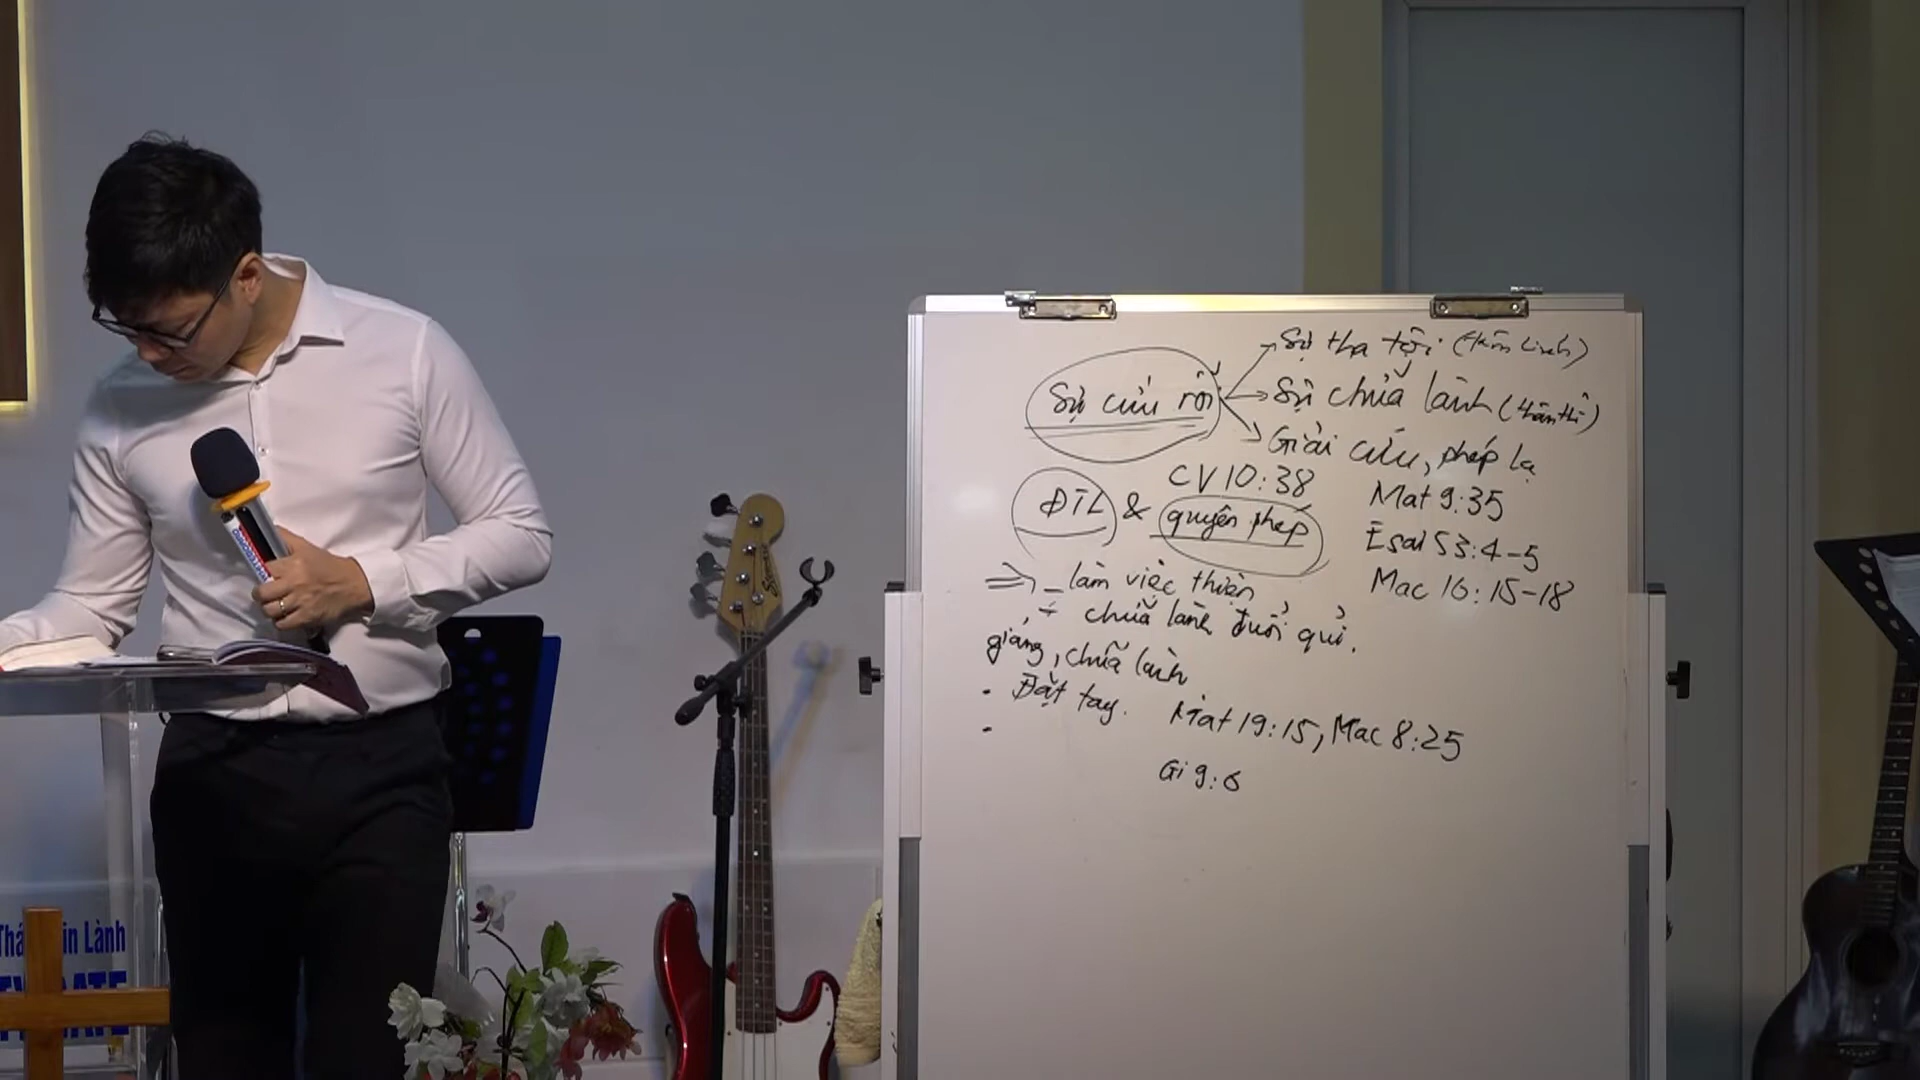 Sự tha tội (tâm linh)
Sự cứu rỗi
Sự chữa lành (thân thể)
Giải cứu, phép lạ
CV 10:38
Mat 9:35
ĐTL & quyền phép
Êsai 53:4-5
Mac 16:15-18
=> - làm việc thiện
+ chữa lành, đuổi quỉ.
giảng, chữa lành
• Đặt tay. Mat 19:15, Mac 8:25
Gi 9:6
in Lành